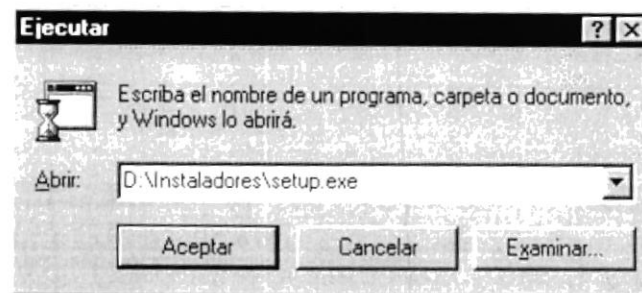 Ejecutar
Escriba el nombre de un programa, carpeta o documento,
y Windows lo abrirá.
Abrir: D:\Instaladores\setup.exe
Aceptar Cancelar Examinar...